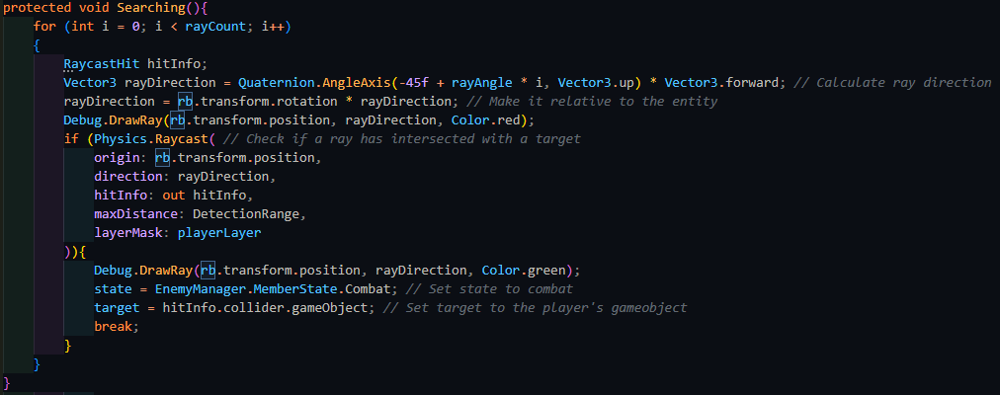 protected void Searching(){
for (int i = 0; i < rayCount; i++)
{
RaycastHit hitInfo;
Vector3 rayDirection = Quaternion.AngleAxis(-45f + rayAngle * i, Vector3.up) * Vector3.forward; // Calculate ray direction
rayDirection = rb.transform.rotation * rayDirection; // Make it relative to the entity
Debug.DrawRay(rb.transform.position, rayDirection, Color.red);
if (Physics.Raycast( // Check if a ray has intersected with a target
origin: rb.transform.position,
direction: rayDirection,
hitInfo: out hitInfo,
maxDistance: DetectionRange,
layerMask: playerLayer
)){
Debug.DrawRay(rb.transform.position, rayDirection, Color.green);
state = EnemyManager.MemberState.Combat; // Set state to combat
target = hitInfo.collider.gameObject; // Set target to the player's gameobject
break;
}
}
}